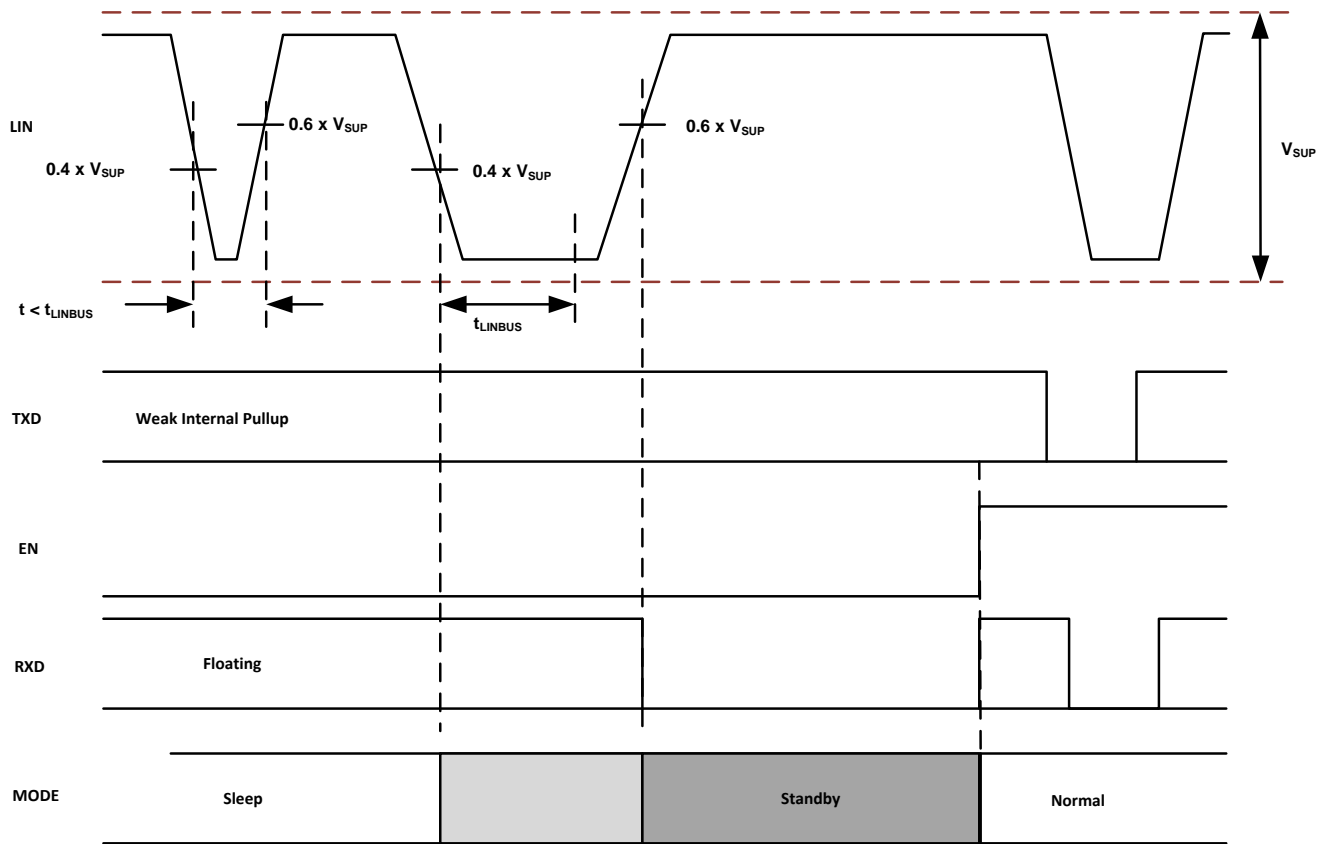 LIN
0.6 x VSUP
0.6 x VSUP
0.4 x VSUP
0.4 x VSUP
VSUP
t < tLINBUS
tLINBUS
TXD
Weak Internal Pullup
EN
RXD
Floating
MODE
Sleep
Standby
Normal